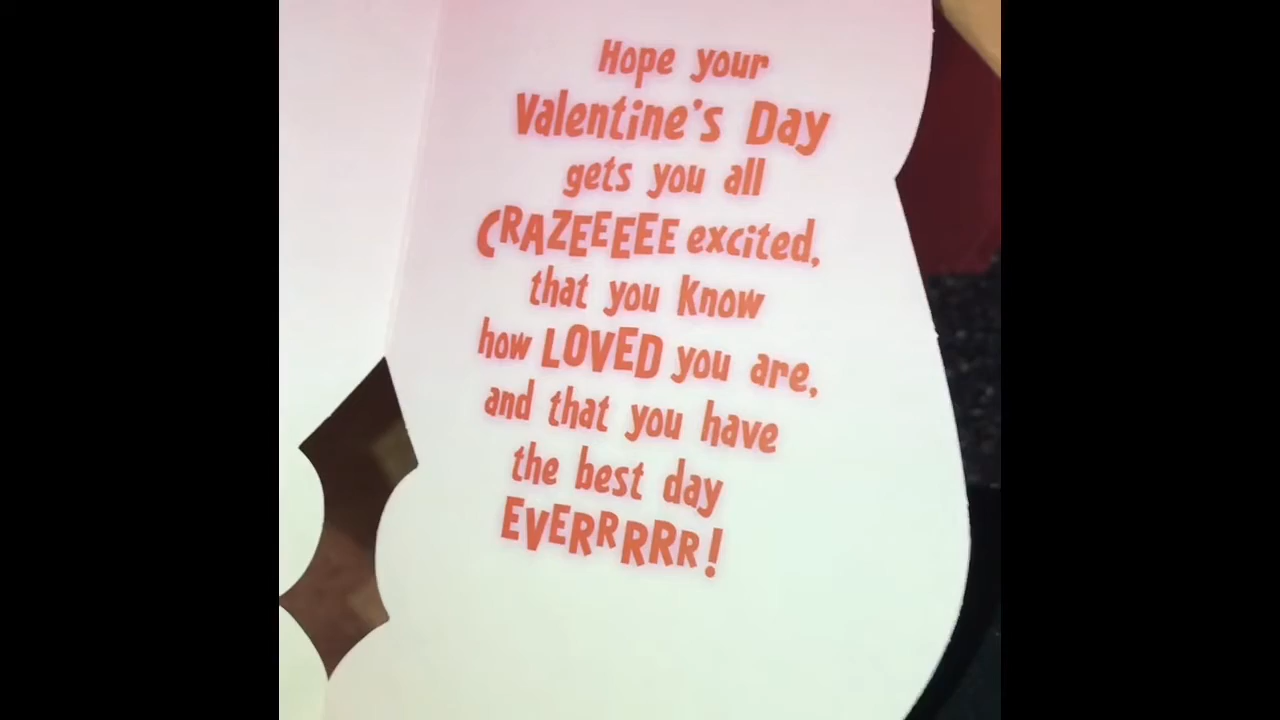 Hope your
Valentine's Day
gets you all
CRAZEEEEE excited,
that you Know
how LOVED you are,
and that you have
the best day
EVERRRRR!